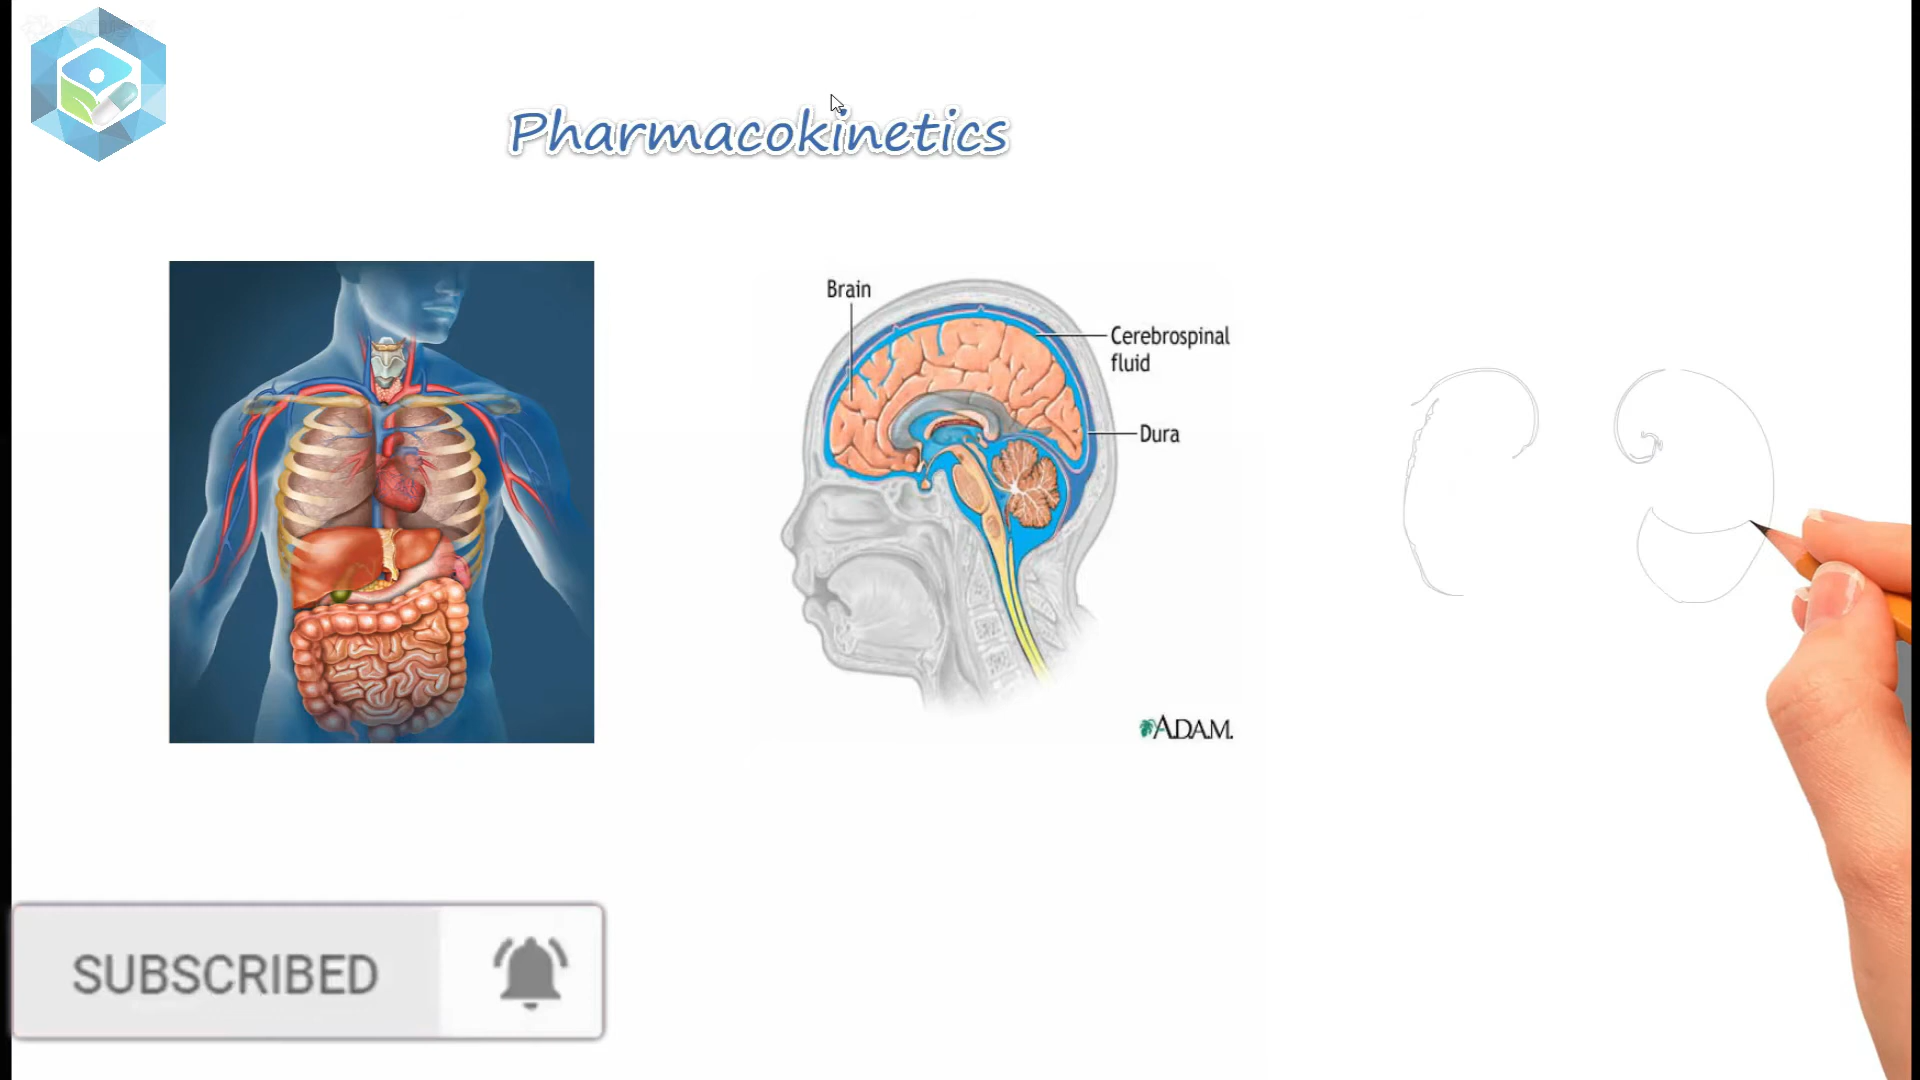 Pharmacokinetics
Brain
Cerebrospinal
fluid
Dura
A.D.A.M.
SUBSCRIBED